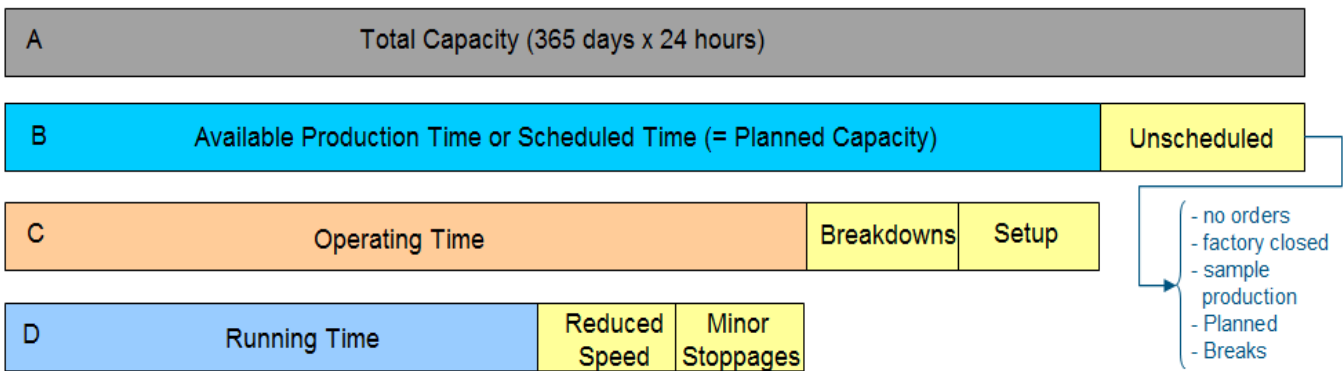 A
Total Capacity (365 days x 24 hours)
B
Available Production Time or Scheduled Time (= Planned Capacity)
Unscheduled
C
Operating Time
Breakdowns
Setup
- no orders
- factory closed
- sample
production
- Planned
- Breaks
D
Running Time
Reduced
Speed
Minor
Stoppages